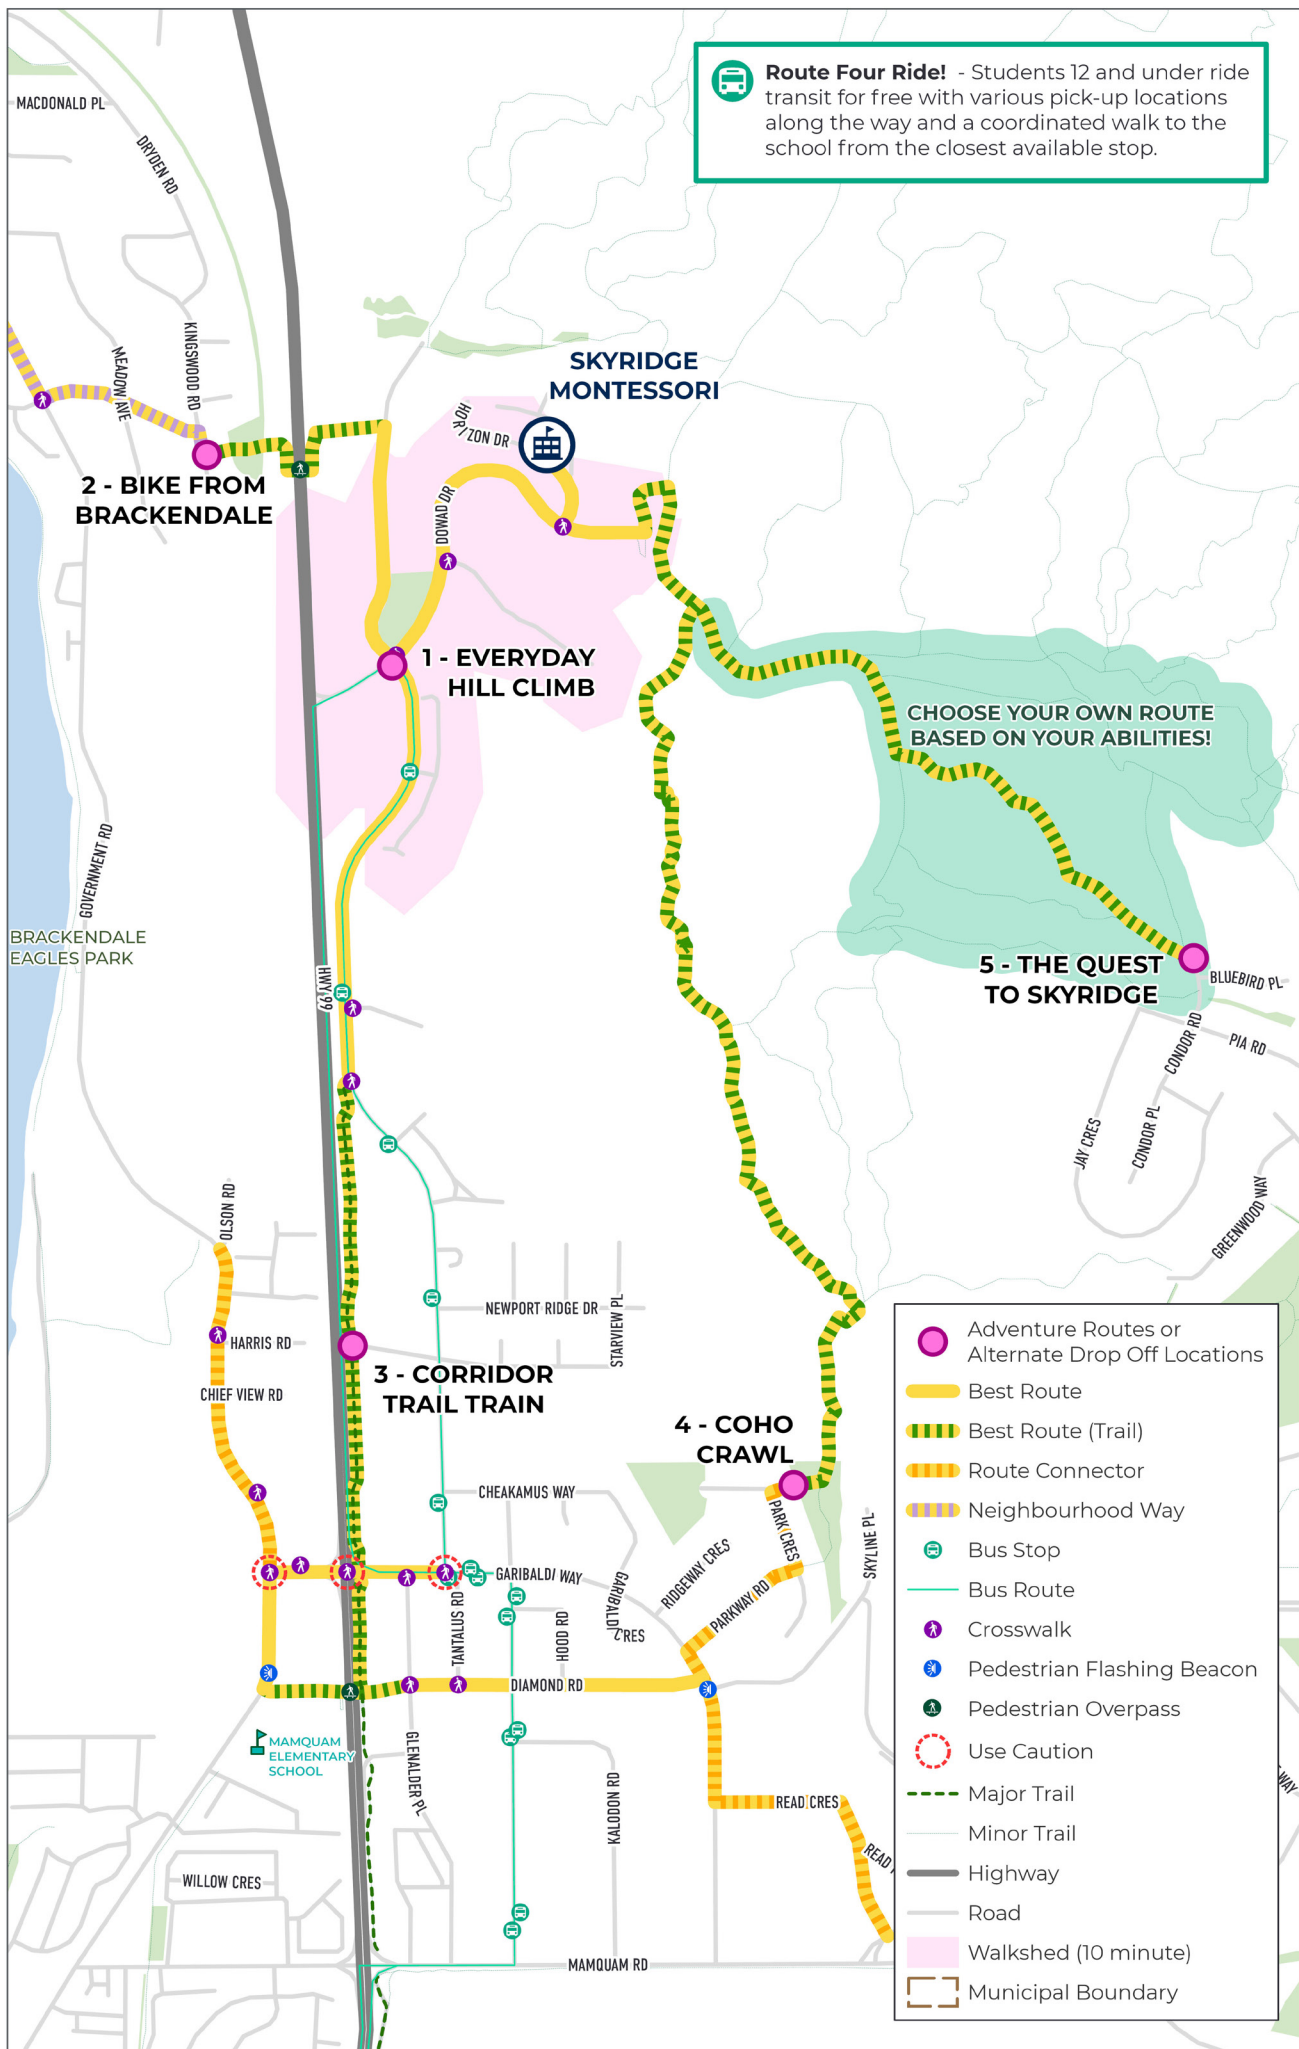 Route Four Ride! - Students 12 and under ride
transit for free with various pick-up locations
along the way and a coordinated walk to the
school from the closest available stop.
MACDONALD PL
DRYDEN RD
KINGSWOOD RD
MEADOW AVE
SKYRIDGE
MONTESSORI
HORIZON DR
2 - BIKE FROM
BRACKENDALE
DOWAD DR
1 - EVERYDAY
HILL CLIMB
CHOOSE YOUR OWN ROUTE
BASED ON YOUR ABILITIES!
GOVERNMENT RD
BRACKENDALE
EAGLES PARK
HWY 99
5 - THE QUEST
TO SKYRIDGE
BLUEBIRD PL
PIA RD
CONDOR RD
JAY CRES
CONDOR PL
GREENWOOD WAY
OLSON RD
NEWPORT RIDGE DR
STARVIEW PL
HARRIS RD
CHIEF VIEW RD
3 - CORRIDOR
TRAIL TRAIN
4 - COHO
CRAWL
CHEAKAMUS WAY
PARK CRES
SKYLINE PL
RIDGEWAY CRES
GARIBALDI WAY
GARIBALDI CRES
PARKWAY RD
TANTALUS RD
HOOD RD
DIAMOND RD
MAMQUAM
ELEMENTARY
SCHOOL
GLENALDER PL
KALODON RD
READ CRES
READ
WAY
WILLOW CRES
MAMQUAM RD
Adventure Routes or
Alternate Drop Off Locations
Best Route
Best Route (Trail)
Route Connector
Neighbourhood Way
Bus Stop
Bus Route
Crosswalk
Pedestrian Flashing Beacon
Pedestrian Overpass
Use Caution
Major Trail
Minor Trail
Highway
Road
Walkshed (10 minute)
Municipal Boundary